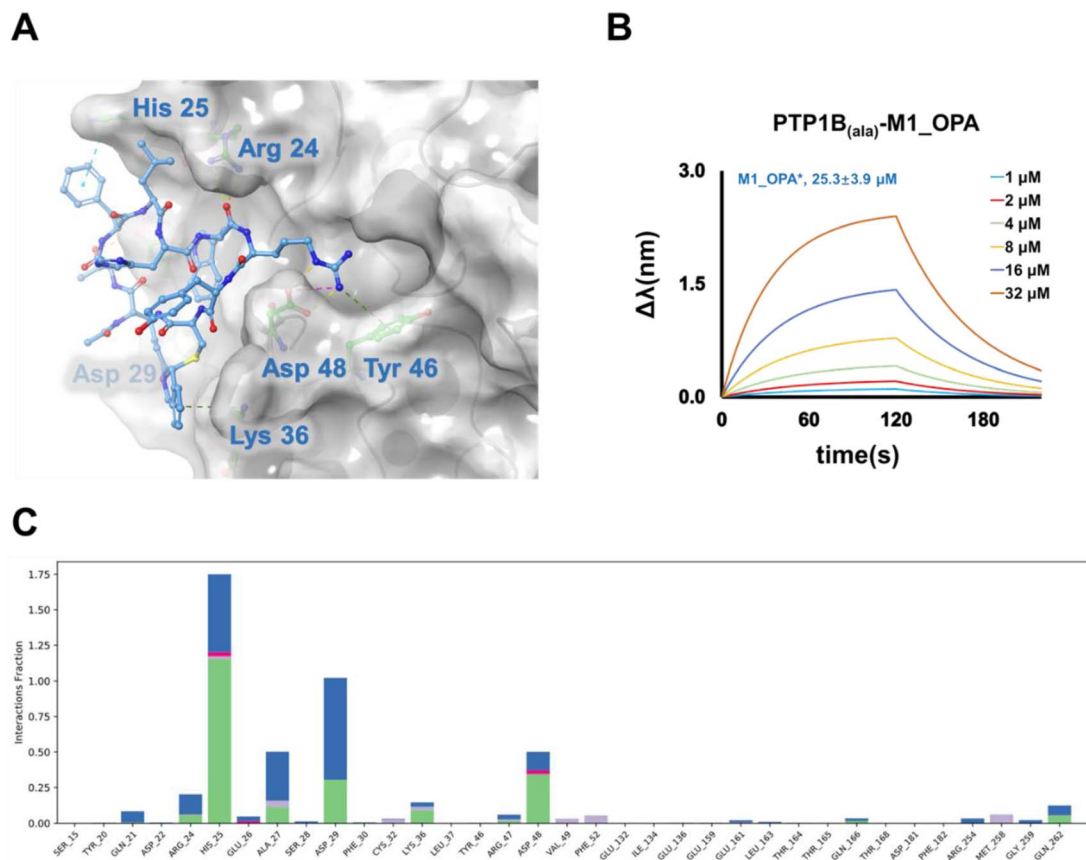 A
His 25
Arg 24
Asp 29
Asp 48
Tyr 46
Lys 36
B
PTP1B(ala)-M1_OPA
M1_OPA*, 25.3±3.9 µM
1 µM
2 µM
4 µM
8 µM
16 µM
32 µM
Δλ(nm)
3.0
1.5
0.0
0 60 120 180
time(s)
C
Interactions Fraction
1.75
1.50
1.25
1.00
0.75
0.50
0.25
0.00
SER_15
TYR_20
GLN_21
ASP_22
ARG_24
HIS_25
GLU_26
ALA_27
SER_28
ASP_29
PHE_30
CYS_32
LYS_36
LEU_37
TYR_46
ARG_47
ASP_48
VAL_49
PHE_52
GLU_132
ILE_134
GLU_136
GLU_159
GLU_161
LEU_163
THR_164
THR_165
GLN_166
THR_168
ASP_181
PHE_182
ARG_254
MET_258
GLY_259
GLN_262